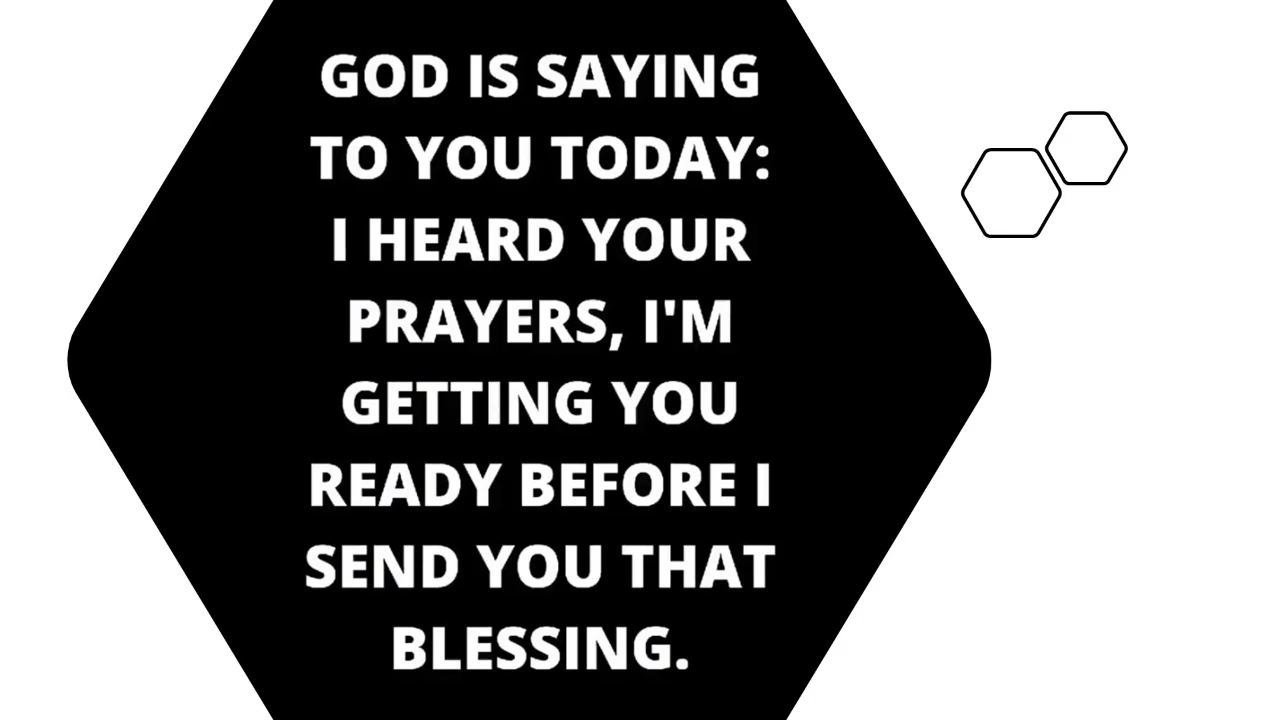 GOD IS SAYING
TO YOU TODAY:
I HEARD YOUR
PRAYERS, I'M
GETTING YOU
READY BEFORE I
SEND YOU THAT
BLESSING.